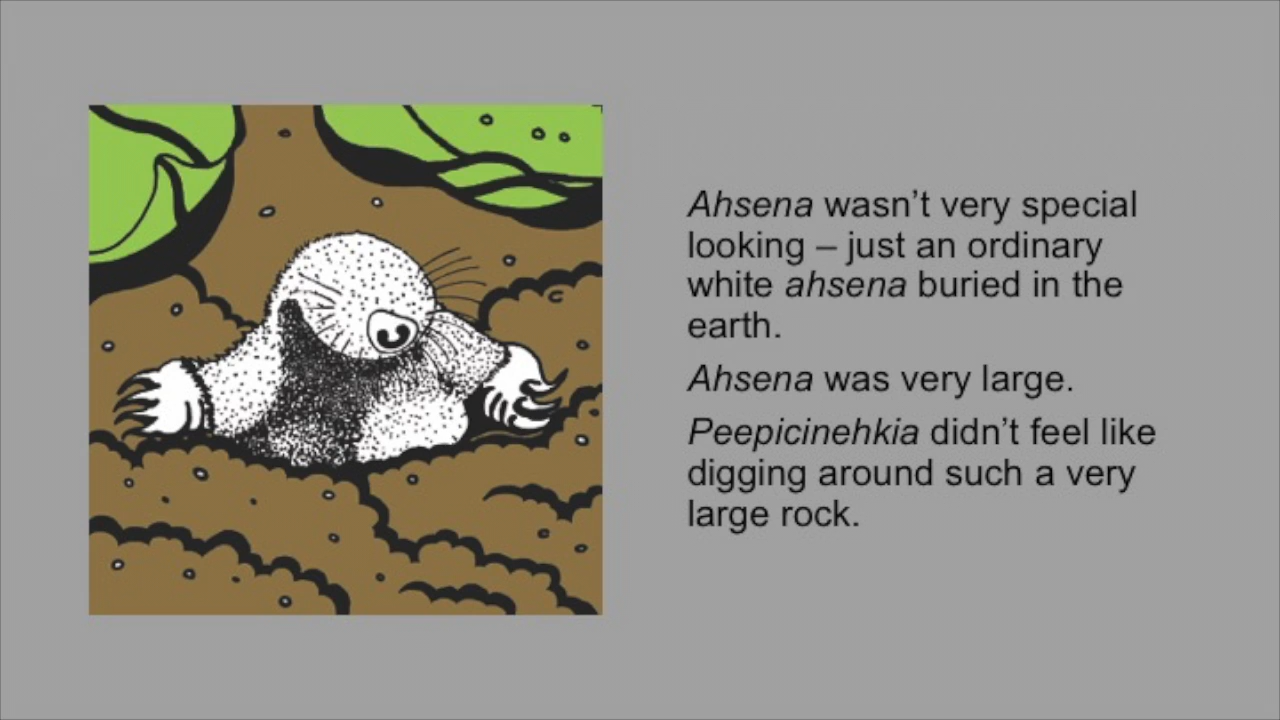 Ahsena wasn’t very special
looking – just an ordinary
white ahsena buried in the
earth.
Ahsena was very large.
Peepicinehkia didn’t feel like
digging around such a very
large rock.